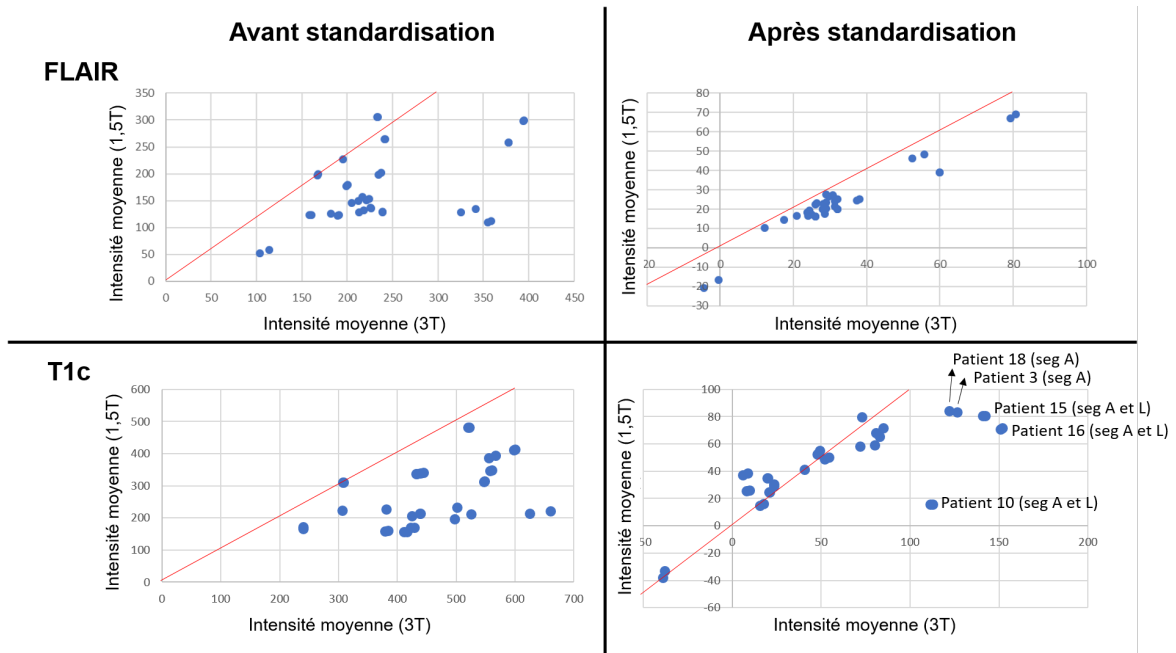 Avant standardisation
Après standardisation
FLAIR
Intensité moyenne (1,5T)
350
300
250
200
150
100
50
0
0 50 100 150 200 250 300 350 400 450
Intensité moyenne (3T)
Intensité moyenne (1,5T)
80
70
60
50
40
30
20
10
0
-10
-20
-30
20 0 20 40 60 80 100
Intensité moyenne (3T)
T1c
Intensité moyenne (1,5T)
600
500
400
300
200
100
0
0 100 200 300 400 500 600 700
Intensité moyenne (3T)
Patient 18 (seg A)
Patient 3 (seg A)
Patient 15 (seg A et L)
Patient 16 (seg A et L)
Patient 10 (seg A et L)
Intensité moyenne (1,5T)
100
80
60
40
20
0
-20
-40
-60
50 0 50 100 150 200
Intensité moyenne (3T)